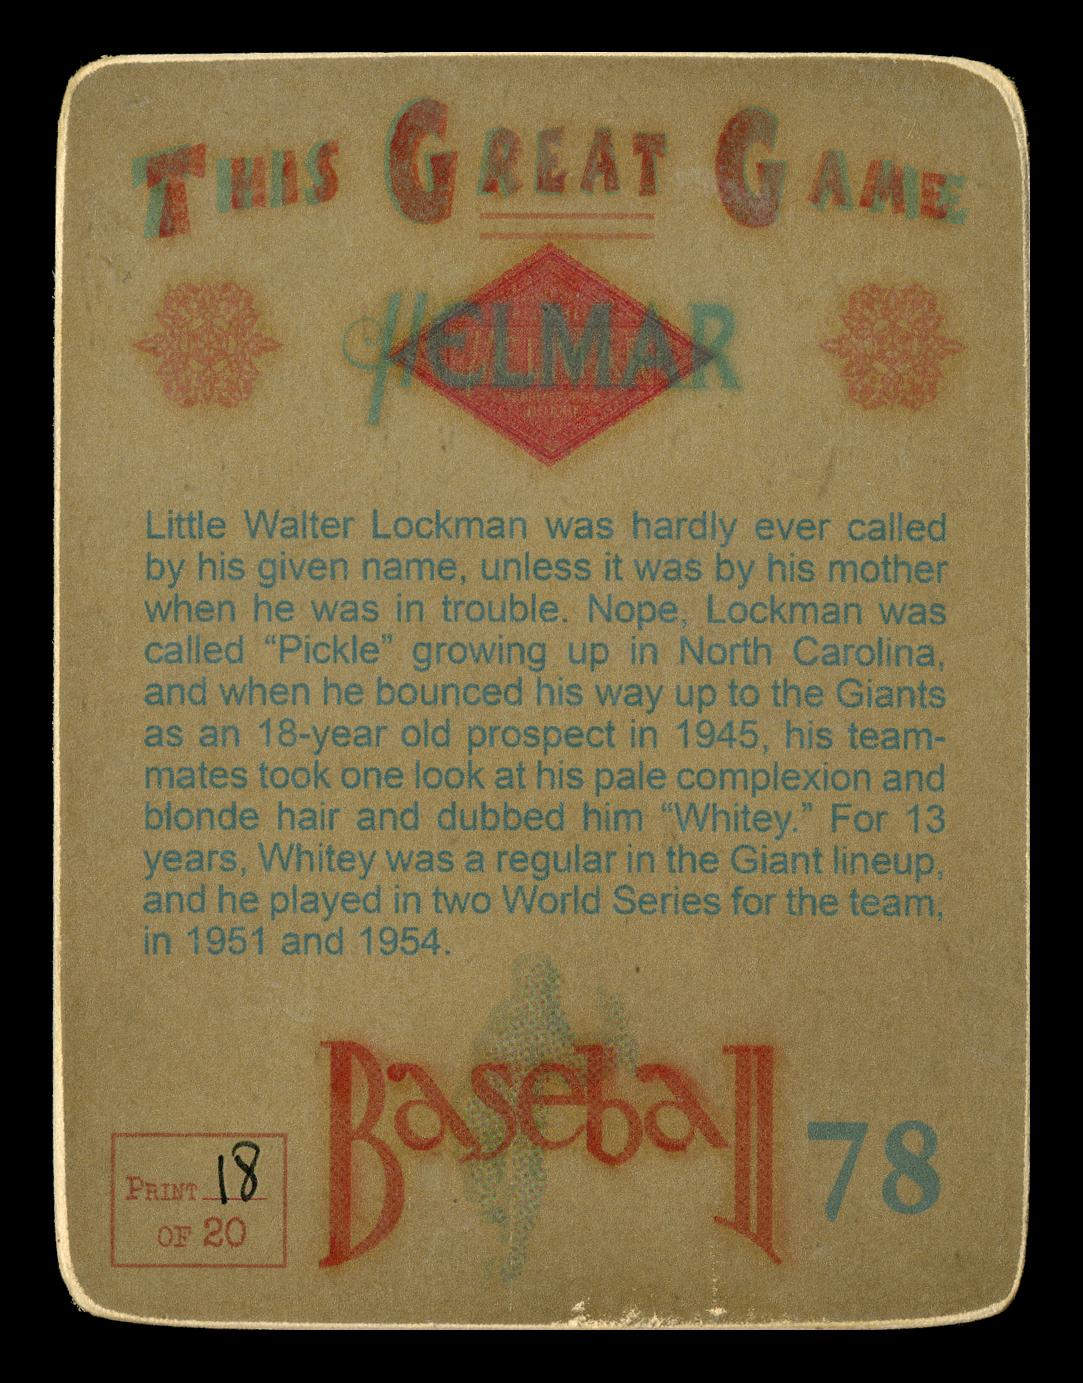 THIS GREAT GAME
HELMAR
Little Walter Lockman was hardly ever called
by his given name, unless it was by his mother
when he was in trouble. Nope, Lockman was
called “Pickle” growing up in North Carolina,
and when he bounced his way up to the Giants
as an 18-year old prospect in 1945, his team-
mates took one look at his pale complexion and
blonde hair and dubbed him “Whitey.” For 13
years, Whitey was a regular in the Giant lineup,
and he played in two World Series for the team,
in 1951 and 1954.
Baseball
78
PRINT 18
OF 20